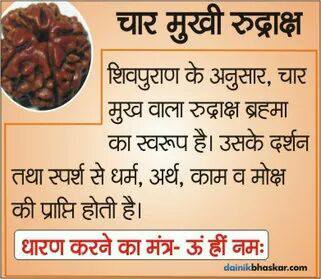 चार मुखी रुद्राक्ष
शिवपुराण के अनुसार, चार
मुख वाला रुद्राक्ष ब्रह्मा
का स्वरूप है। उसके दर्शन
तथा स्पर्श से धर्म, अर्थ, काम व मोक्ष
की प्राप्ति होती है।
धारण करने का मंत्र- ऊं ह्रीं नमः
dainikbhaskar.com